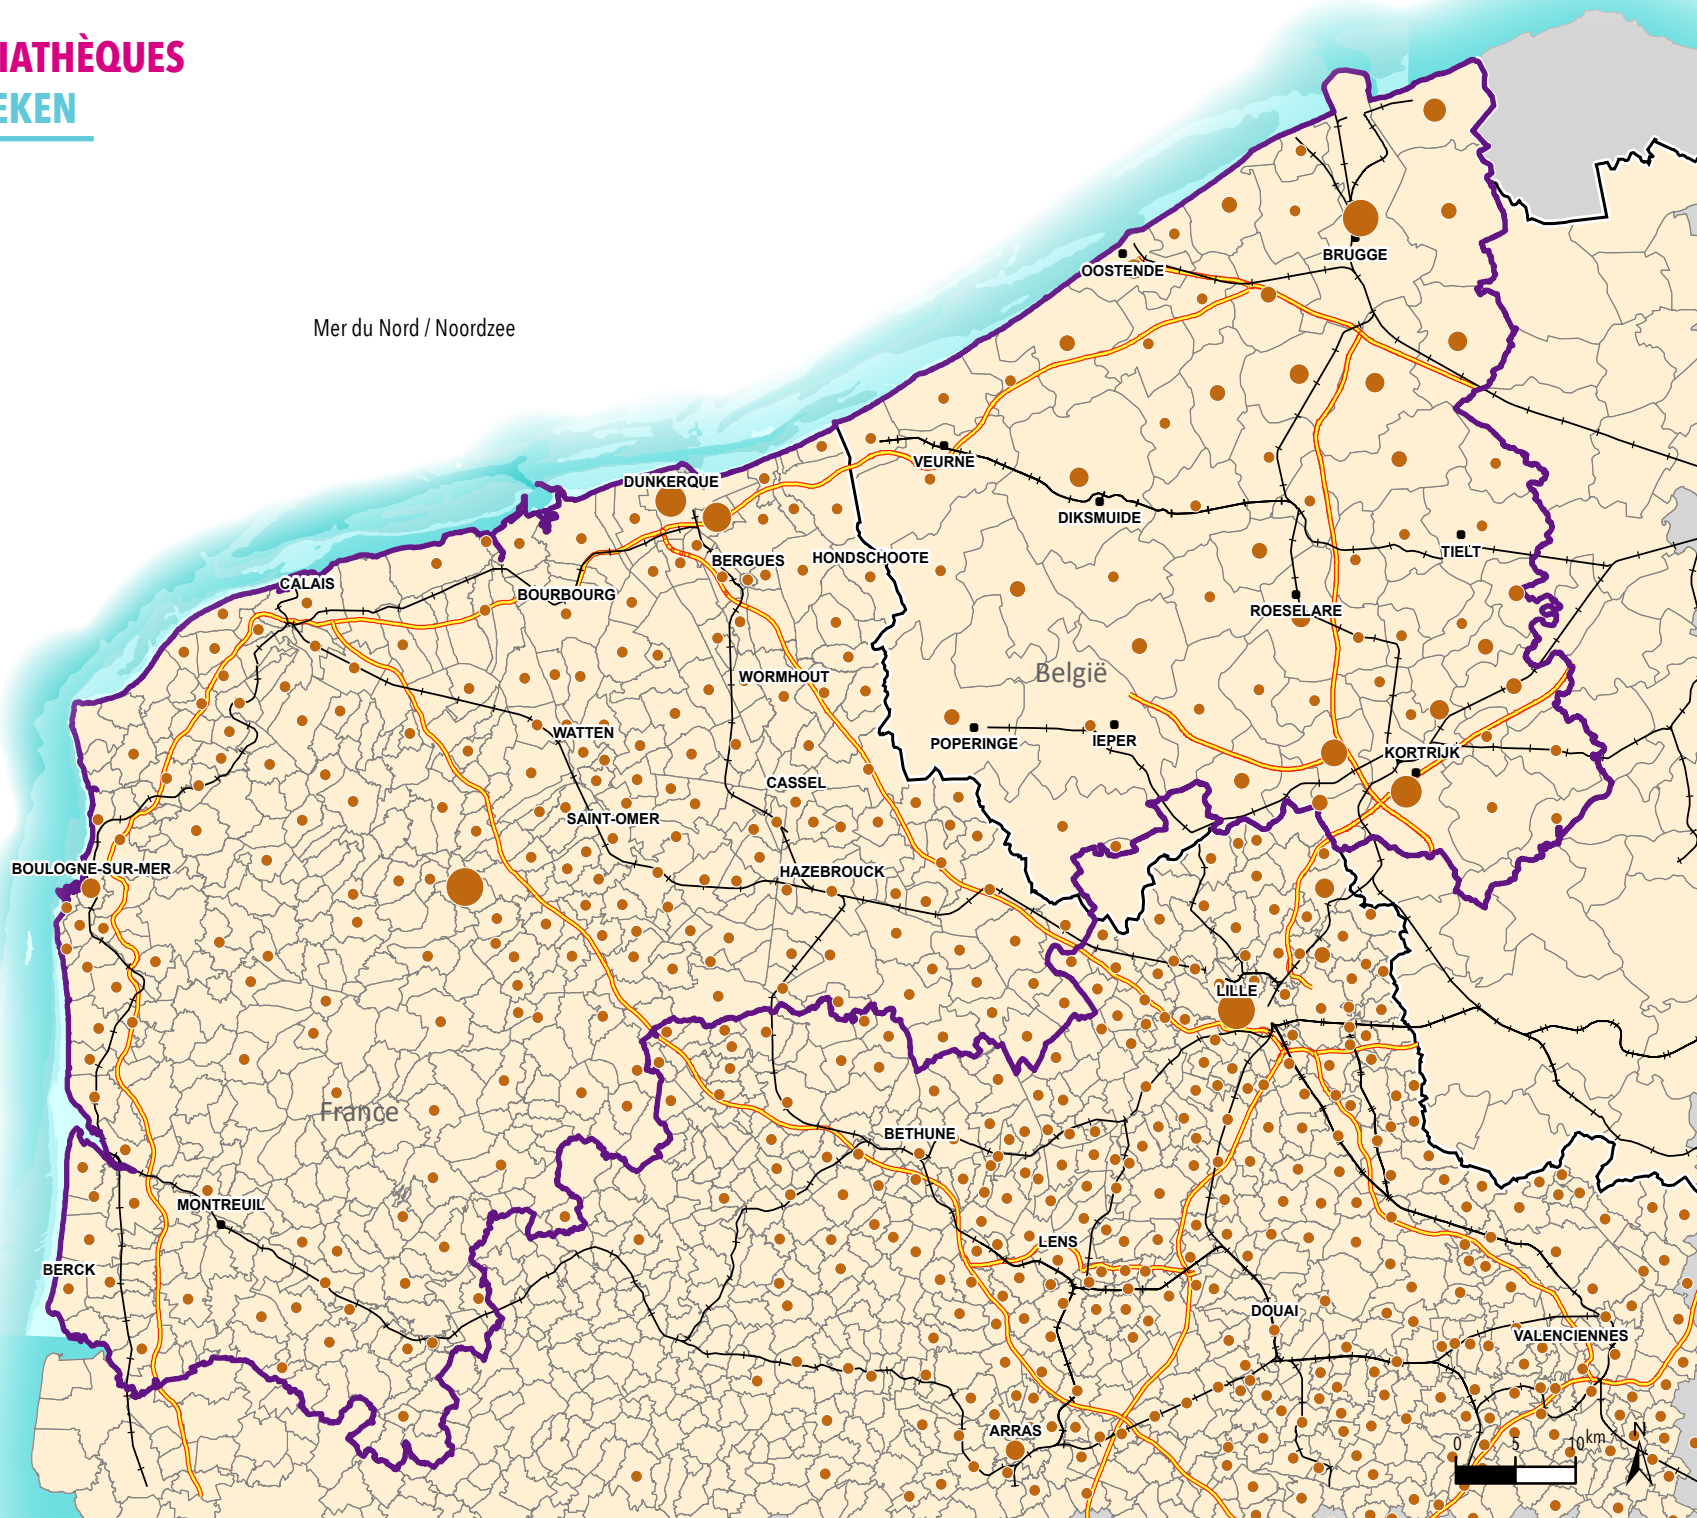 IATHÈQUES
EKEN
Mer du Nord / Noordzee
BRUGGE
OOSTENDE
VEURNE
DUNKERQUE
DIKSMUIDE
TIELT
HONDSCHOOTE
BERGUES
CALAIS
BOURBOURG
ROESELARE
België
WORMHOUT
WATTEN
POPERINGE
IEPER
KORTRIJK
CASSEL
SAINT-OMER
BOULOGNE-SUR-MER
HAZEBROUCK
LILLE
France
BETHUNE
MONTREUIL
LENS
BERCK
DOUAI
VALENCIENNES
ARRAS
N
0 5 10 km